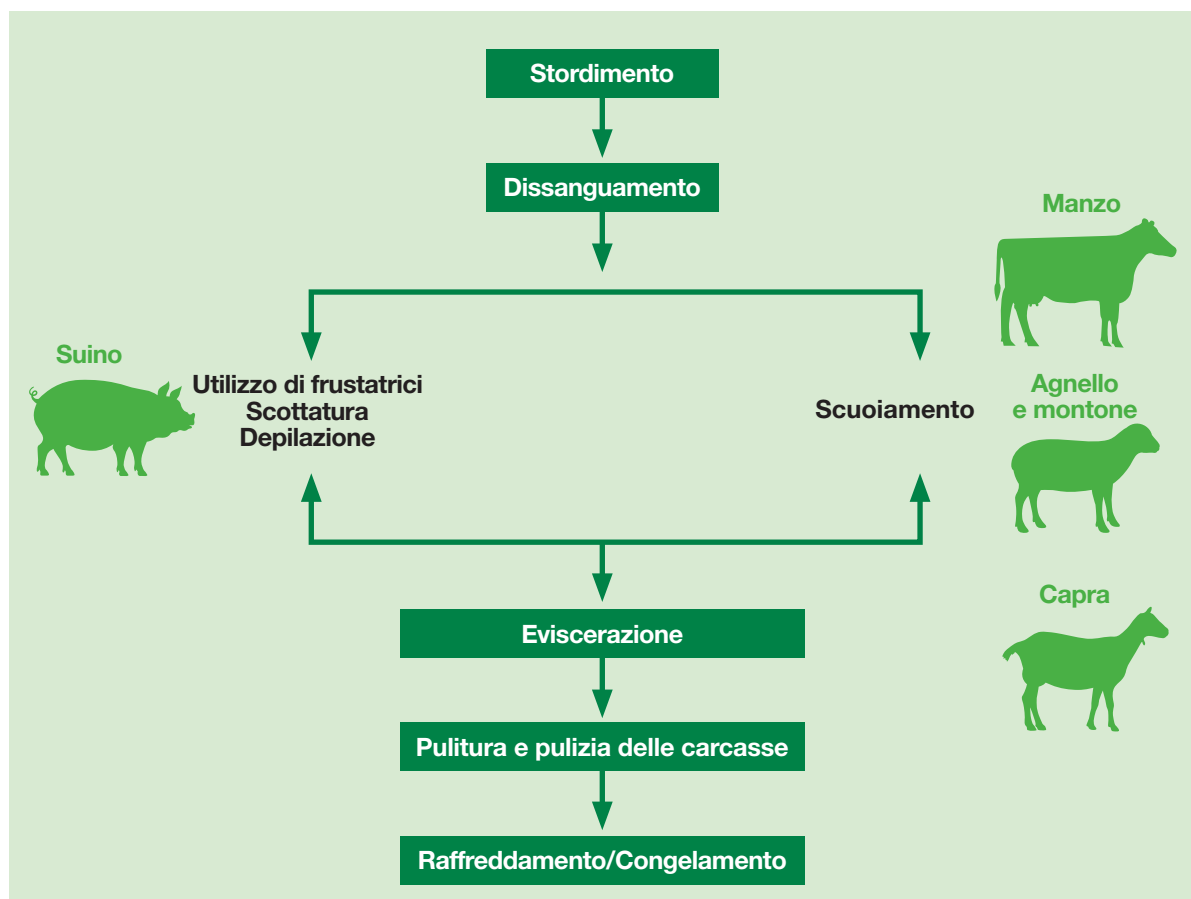 Stordimento
Dissanguamento
Manzo
Suino
Utilizzo di frustatrici
Scottatura
Depilazione
Scuoiamento
Agnello
e montone
Capra
Eviscerazione
Pulitura e pulizia delle carcasse
Raffreddamento/Congelamento